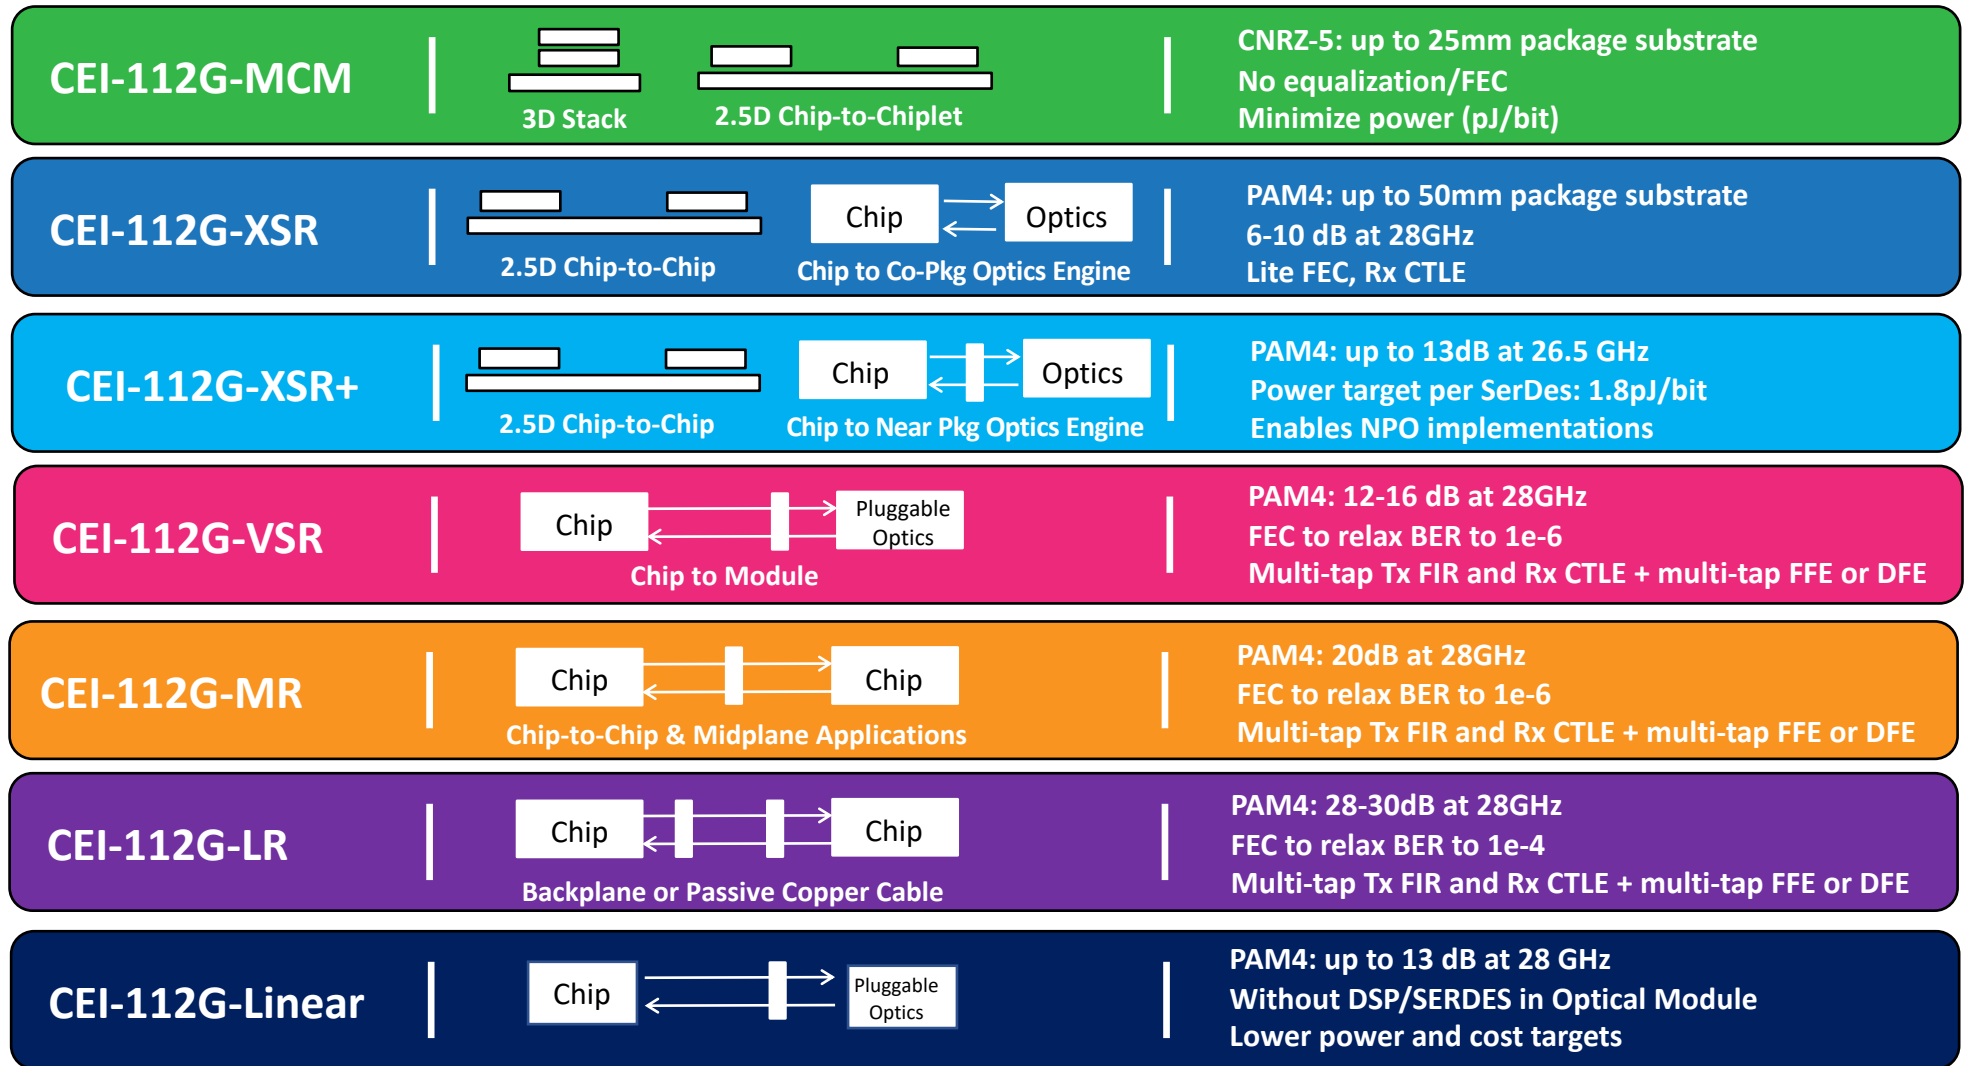 CEI-112G-MCM
3D Stack
2.5D Chip-to-Chiplet
CNRZ-5: up to 25mm package substrate
No equalization/FEC
Minimize power (pJ/bit)
CEI-112G-XSR
2.5D Chip-to-Chip
Chip
Optics
Chip to Co-Pkg Optics Engine
PAM4: up to 50mm package substrate
6-10 dB at 28GHz
Lite FEC, Rx CTLE
CEI-112G-XSR+
2.5D Chip-to-Chip
Chip
Optics
Chip to Near Pkg Optics Engine
PAM4: up to 13dB at 26.5 GHz
Power target per SerDes: 1.8pJ/bit
Enables NPO implementations
CEI-112G-VSR
Chip
Pluggable
Optics
Chip to Module
PAM4: 12-16 dB at 28GHz
FEC to relax BER to 1e-6
Multi-tap Tx FIR and Rx CTLE + multi-tap FFE or DFE
CEI-112G-MR
Chip
Chip
Chip-to-Chip & Midplane Applications
PAM4: 20dB at 28GHz
FEC to relax BER to 1e-6
Multi-tap Tx FIR and Rx CTLE + multi-tap FFE or DFE
CEI-112G-LR
Chip
Chip
Backplane or Passive Copper Cable
PAM4: 28-30dB at 28GHz
FEC to relax BER to 1e-4
Multi-tap Tx FIR and Rx CTLE + multi-tap FFE or DFE
CEI-112G-Linear
Chip
Pluggable
Optics
PAM4: up to 13 dB at 28 GHz
Without DSP/SERDES in Optical Module
Lower power and cost targets